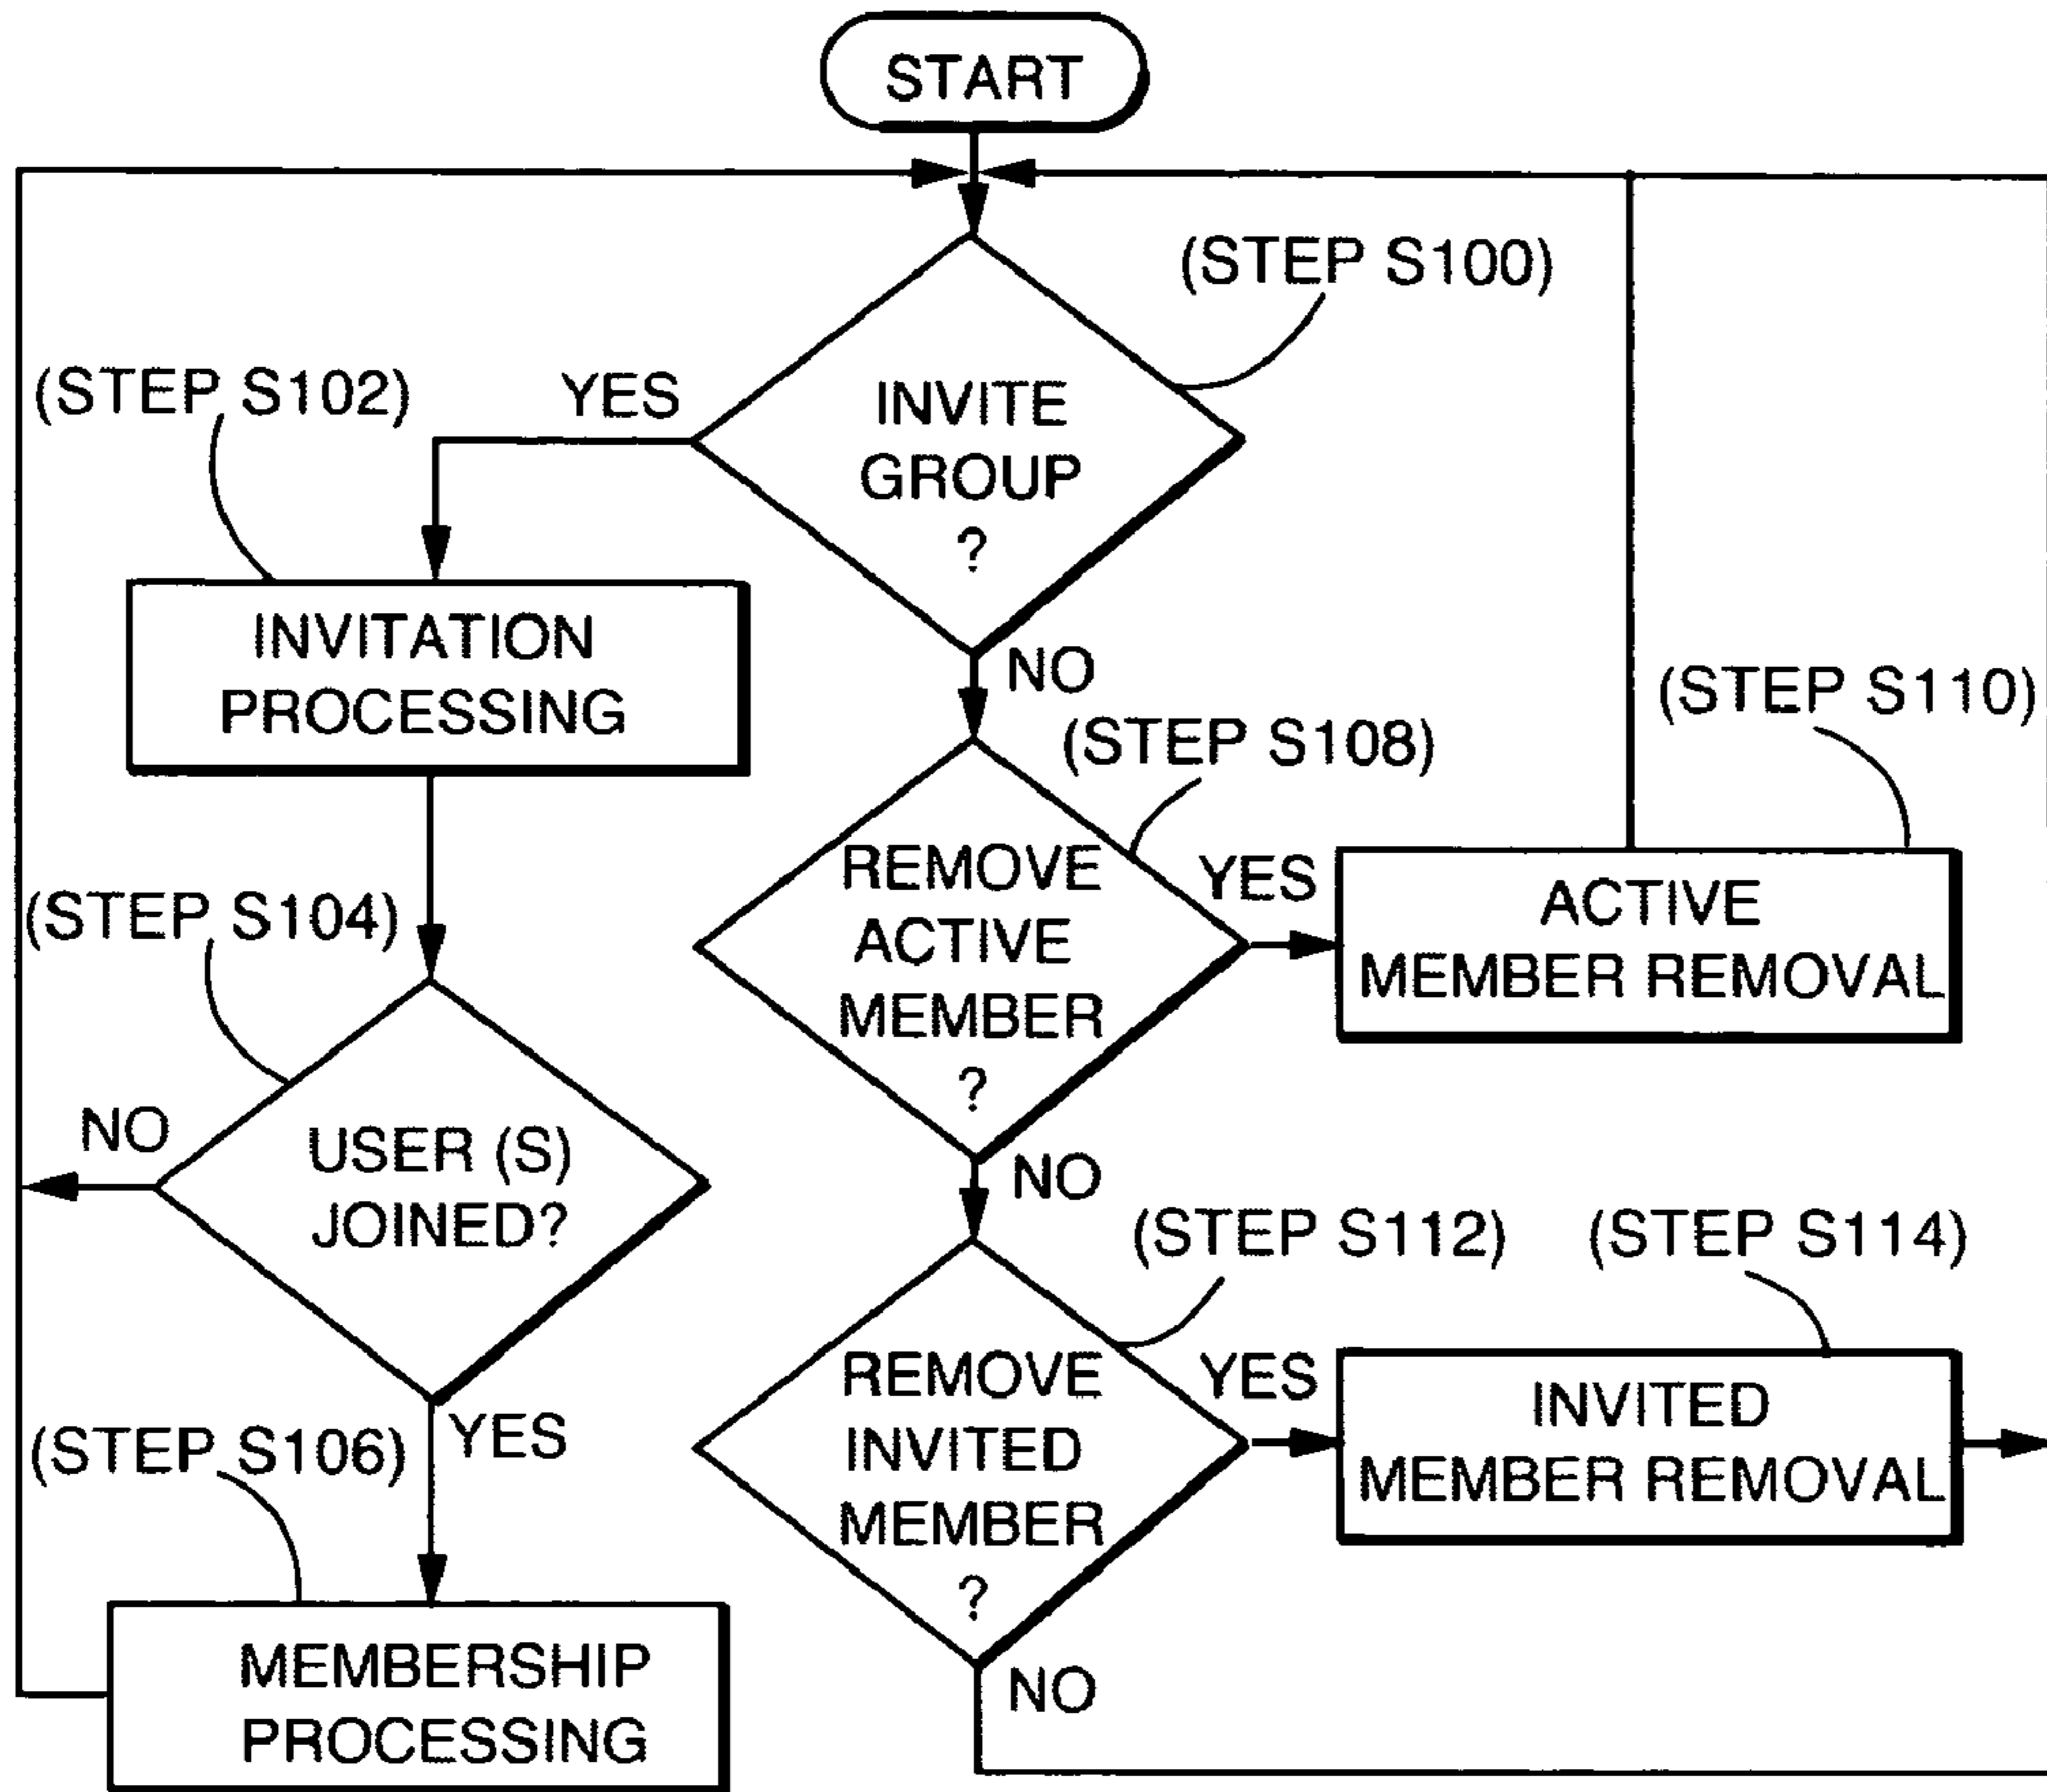 START
(STEP S100)
(STEP S102)
YES
INVITE
GROUP
?
INVITATION
PROCESSING
NO
(STEP S110)
(STEP S108)
REMOVE
ACTIVE
MEMBER
?
YES
ACTIVE
MEMBER REMOVAL
(STEP S104)
NO
USER (S)
JOINED?
NO
(STEP S112)
(STEP S114)
REMOVE
INVITED
MEMBER
?
YES
INVITED
MEMBER REMOVAL
YES
(STEP S106)
MEMBERSHIP
PROCESSING
NO